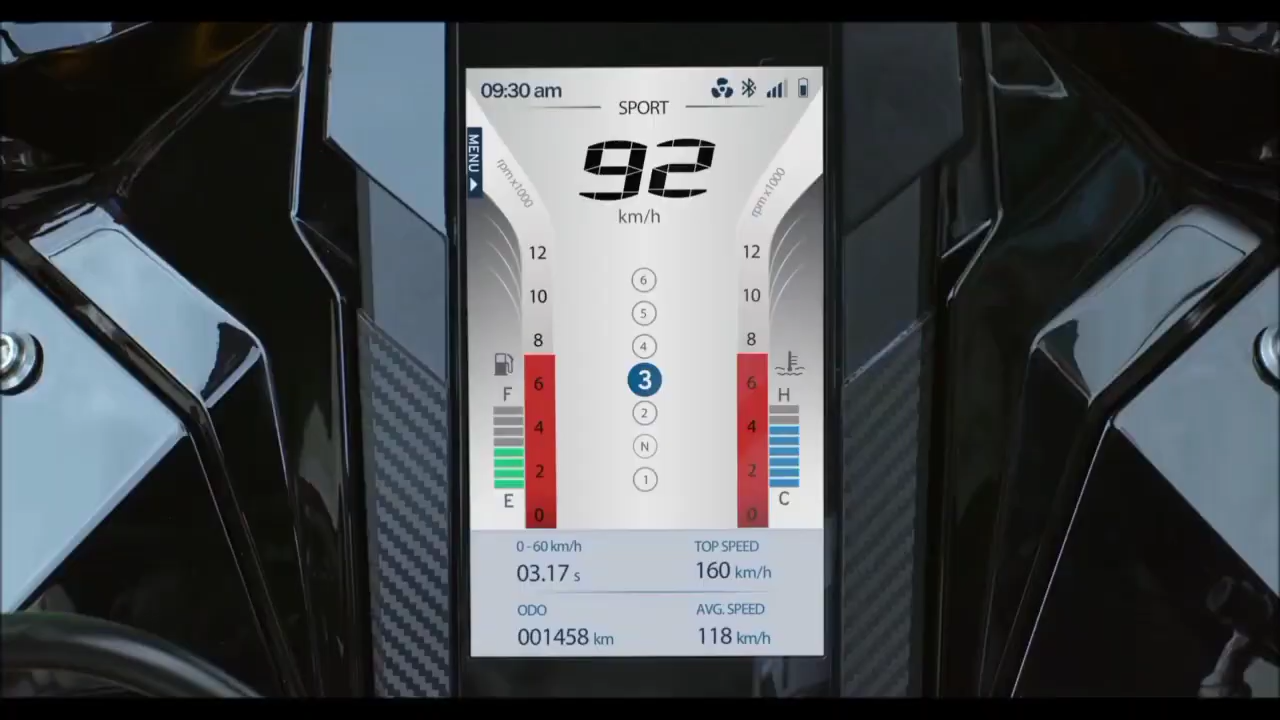 09:30 am
SPORT
MENU
92
km/h
rpm x1000
rpm x1000
12
10
8
6
4
2
0
6
5
4
3
2
N
1
12
10
8
6
4
2
0
F
E
H
C
0 - 60 km/h
03.17 s
TOP SPEED
160 km/h
ODO
001458 km
AVG. SPEED
118 km/h